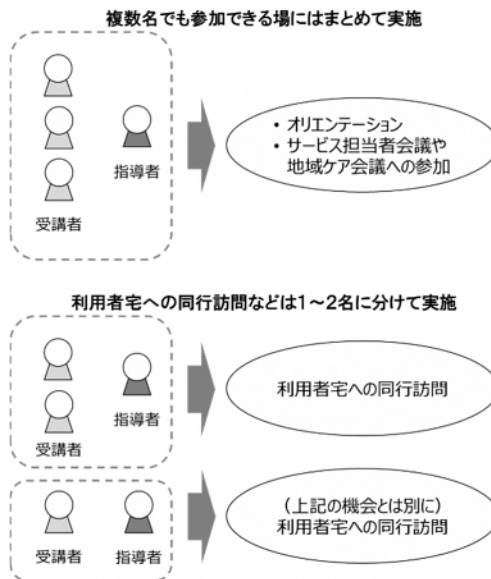 複数名でも参加できる場にはまとめて実施
指導者
受講者
・ オリエンテーション
・ サービス担当者会議や
地域ケア会議への参加
利用者宅への同行訪問などは1～2名に分けて実施
指導者
受講者
利用者宅への同行訪問
受講者
指導者
(上記の機会とは別に)
利用者宅への同行訪問